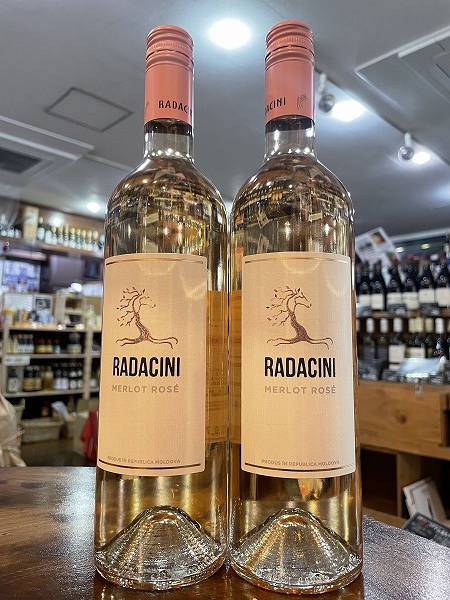 RADACINI
RADACINI
RADACINI
MERLOT ROSÉ
PRODUS IN REPUBLICA MOLDOVA
RADACINI
MERLOT ROSÉ
PRODUS IN REPUBLICA MOLDOVA